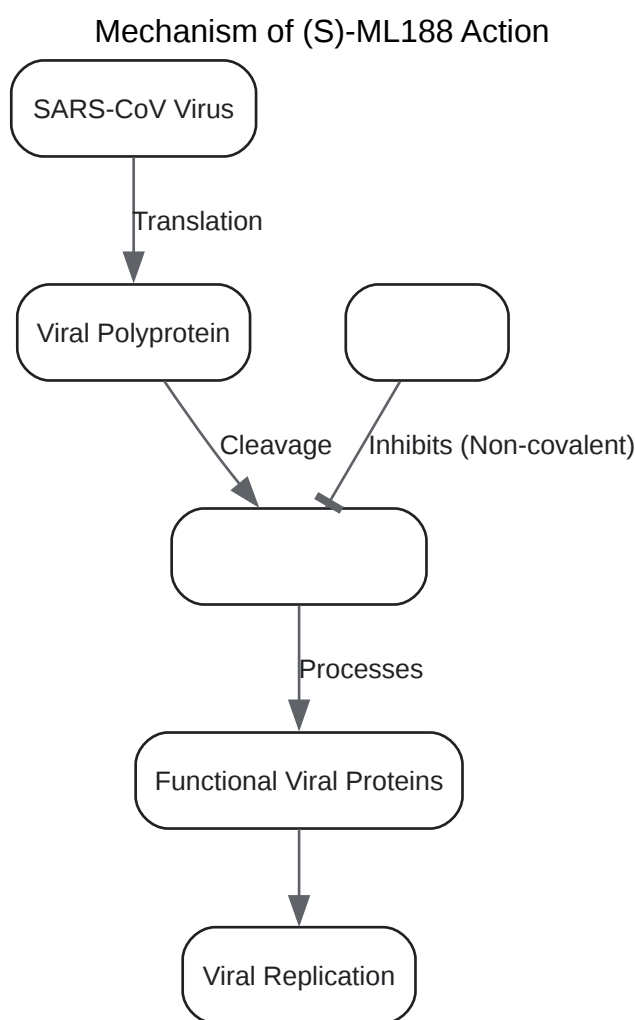 Mechanism of (S)-ML188 Action
SARS-CoV Virus
Translation
Viral Polyprotein
Cleavage
Inhibits (Non-covalent)
Processes
Functional Viral Proteins
Viral Replication